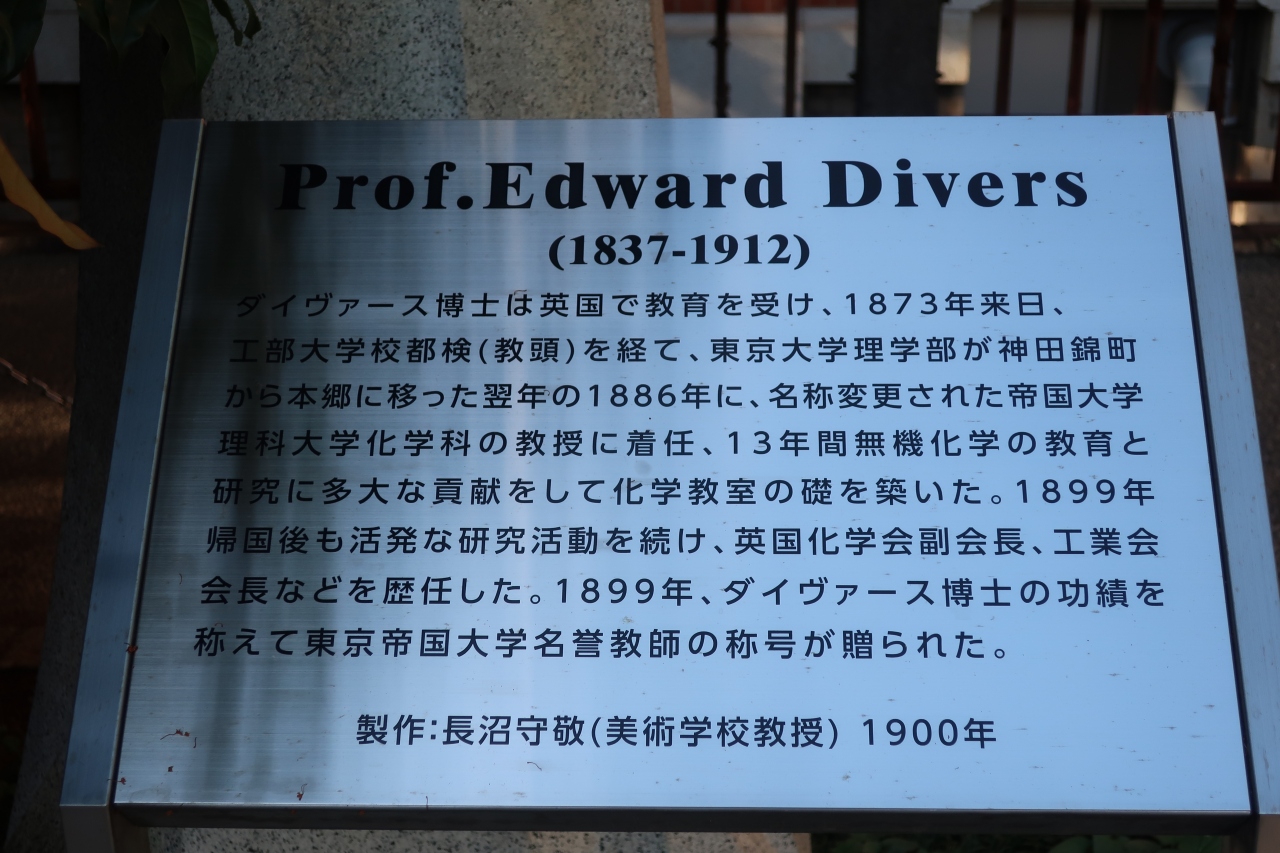 Prof.Edward Divers
(1837-1912)
ダイヴァース博士は英国で教育を受け、1873年来日、
工部大学校都検(教頭)を経て、東京大学理学部が神田錦町
から本郷に移った翌年の1886年に、名称変更された帝国大学
理科大学化学科の教授に着任、13年間無機化学の教育と
研究に多大な貢献をして化学教室の礎を築いた。1899年
帰国後も活発な研究活動を続け、英国化学会副会長、工業会
会長などを歴任した。1899年、ダイヴァース博士の功績を
称えて東京帝国大学名誉教師の称号が贈られた。
製作:長沼守敬(美術学校教授) 1900年